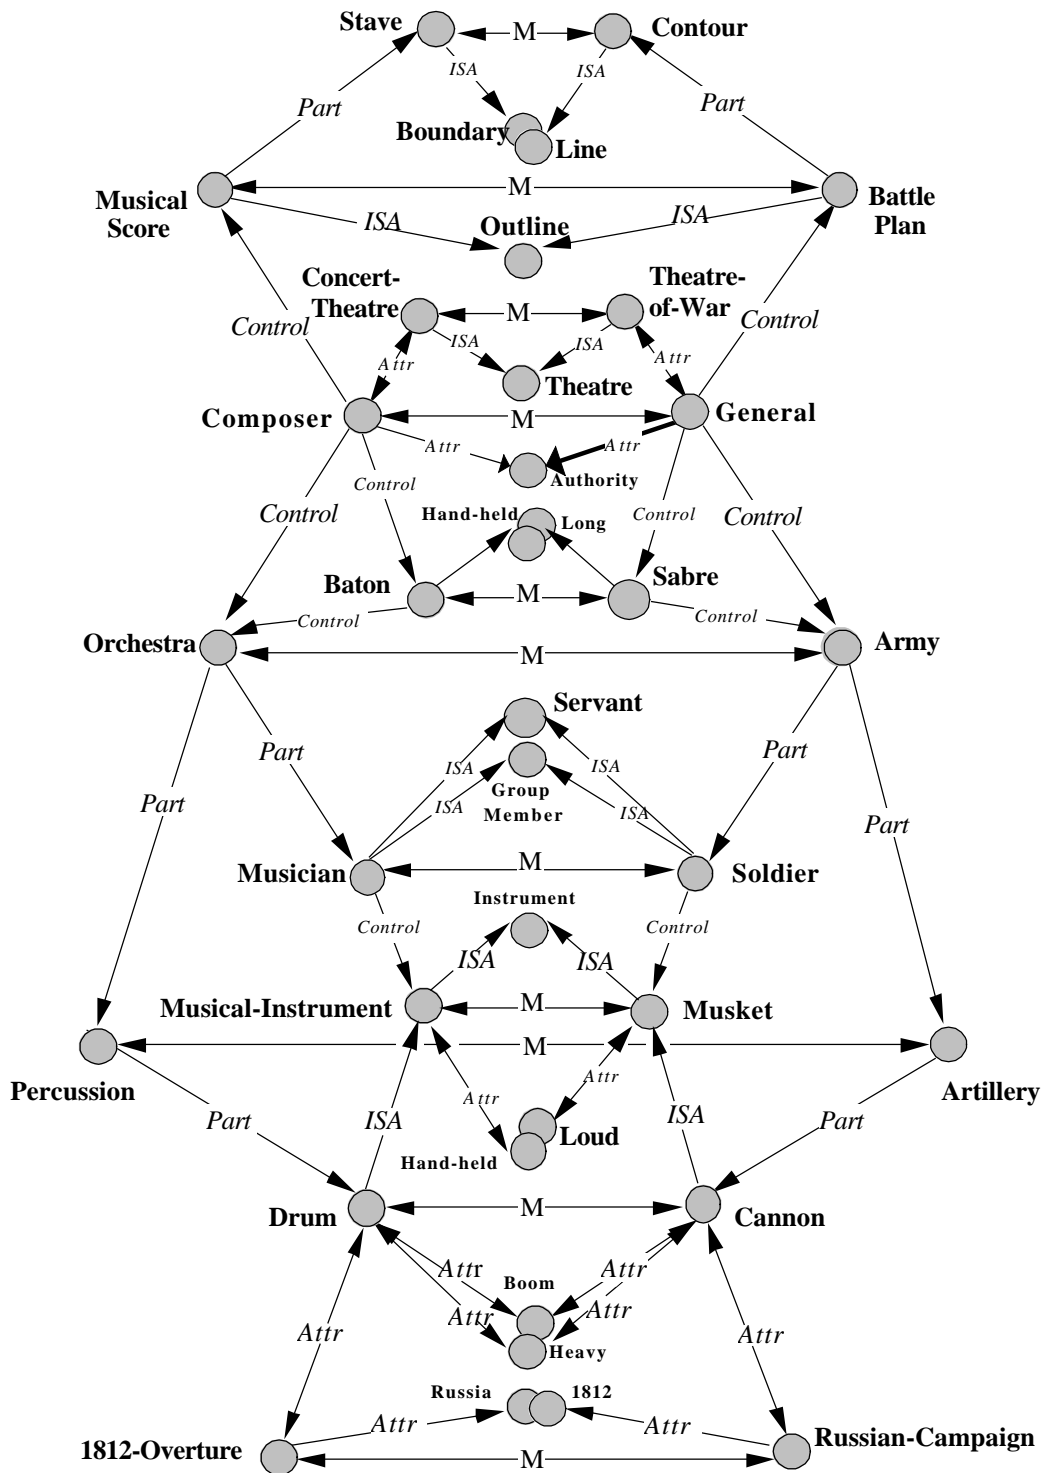 Stave M Contour
ISA ISA
Part Part
Boundary
Line
M
Musical Score
Battle Plan
ISA ISA
Outline
Concert-Theatre
Theatre-of-War
M
Control Control
ISA ISA
Attr Attr
Theatre
Composer M General
Attr Attr
Authority
Control Control
Hand-held Long
Control Control
Baton M Sabre
Control Control
Orchestra M Army
Servant
Part Part
ISA ISA
Group Member
ISA ISA
Part Part
Musician M Soldier
Instrument
Control Control
ISA ISA
Musical-Instrument M Musket
M
Percussion Artillery
Attr
Attr
Part ISA ISA Part
Loud
Hand-held
Drum M Cannon
Attr Attr
Boom
Attr Attr
Attr Attr
Heavy
Russia 1812
Attr Attr
1812-Overture M Russian-Campaign